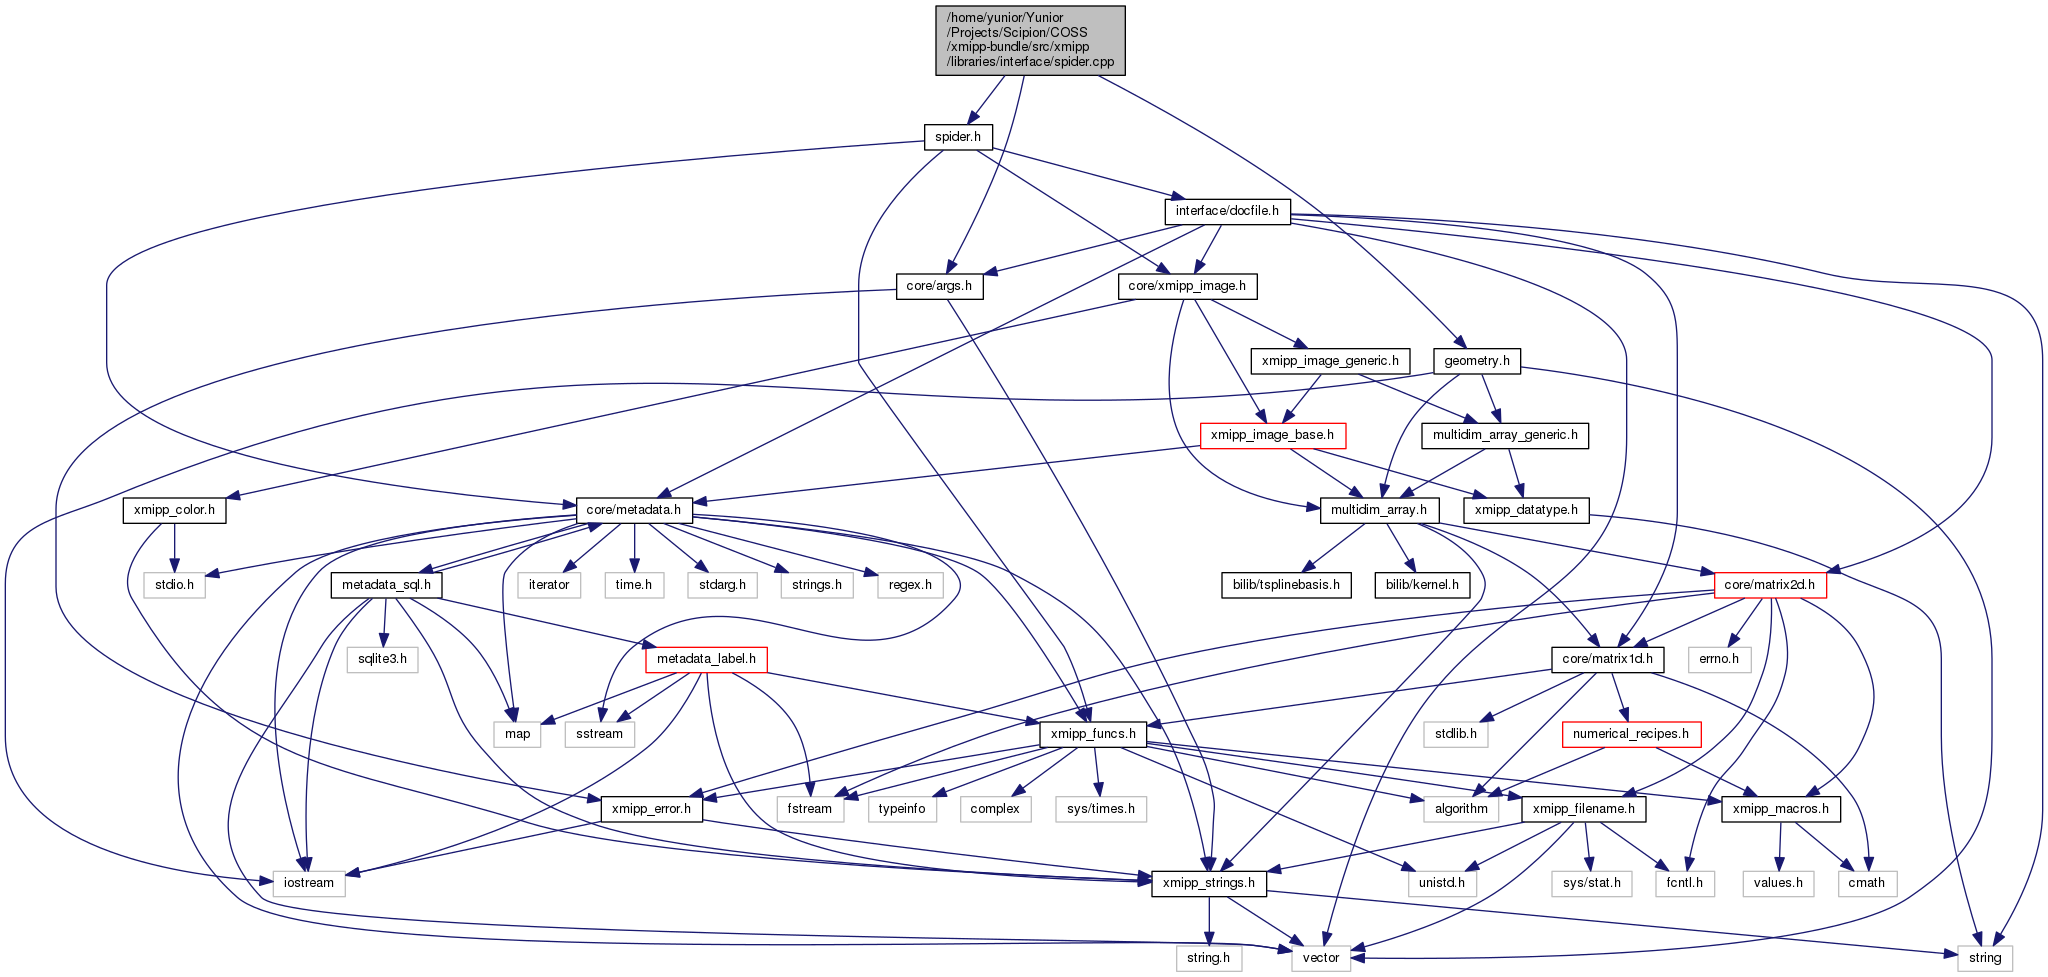 /home/yunior/Yunior
/Projects/Scipion/COSS
/xmipp-bundle/src/xmipp
/libraries/interface/spider.cpp
spider.h
interface/docfile.h
core/args.h
core/xmipp_image.h
xmipp_image_generic.h
geometry.h
xmipp_image_base.h
multidim_array_generic.h
xmipp_color.h
core/metadata.h
multidim_array.h
xmipp_datatype.h
stdio.h
metadata_sql.h
iterator
time.h
stdarg.h
strings.h
regex.h
bilib/tsplinebasis.h
bilib/kernel.h
core/matrix2d.h
sqlite3.h
metadata_label.h
core/matrix1d.h
errno.h
map
sstream
xmipp_funcs.h
stdlib.h
numerical_recipes.h
xmipp_error.h
fstream
typeinfo
complex
sys/times.h
algorithm
xmipp_filename.h
xmipp_macros.h
iostream
xmipp_strings.h
unistd.h
sys/stat.h
fcntl.h
values.h
cmath
string.h
vector
string